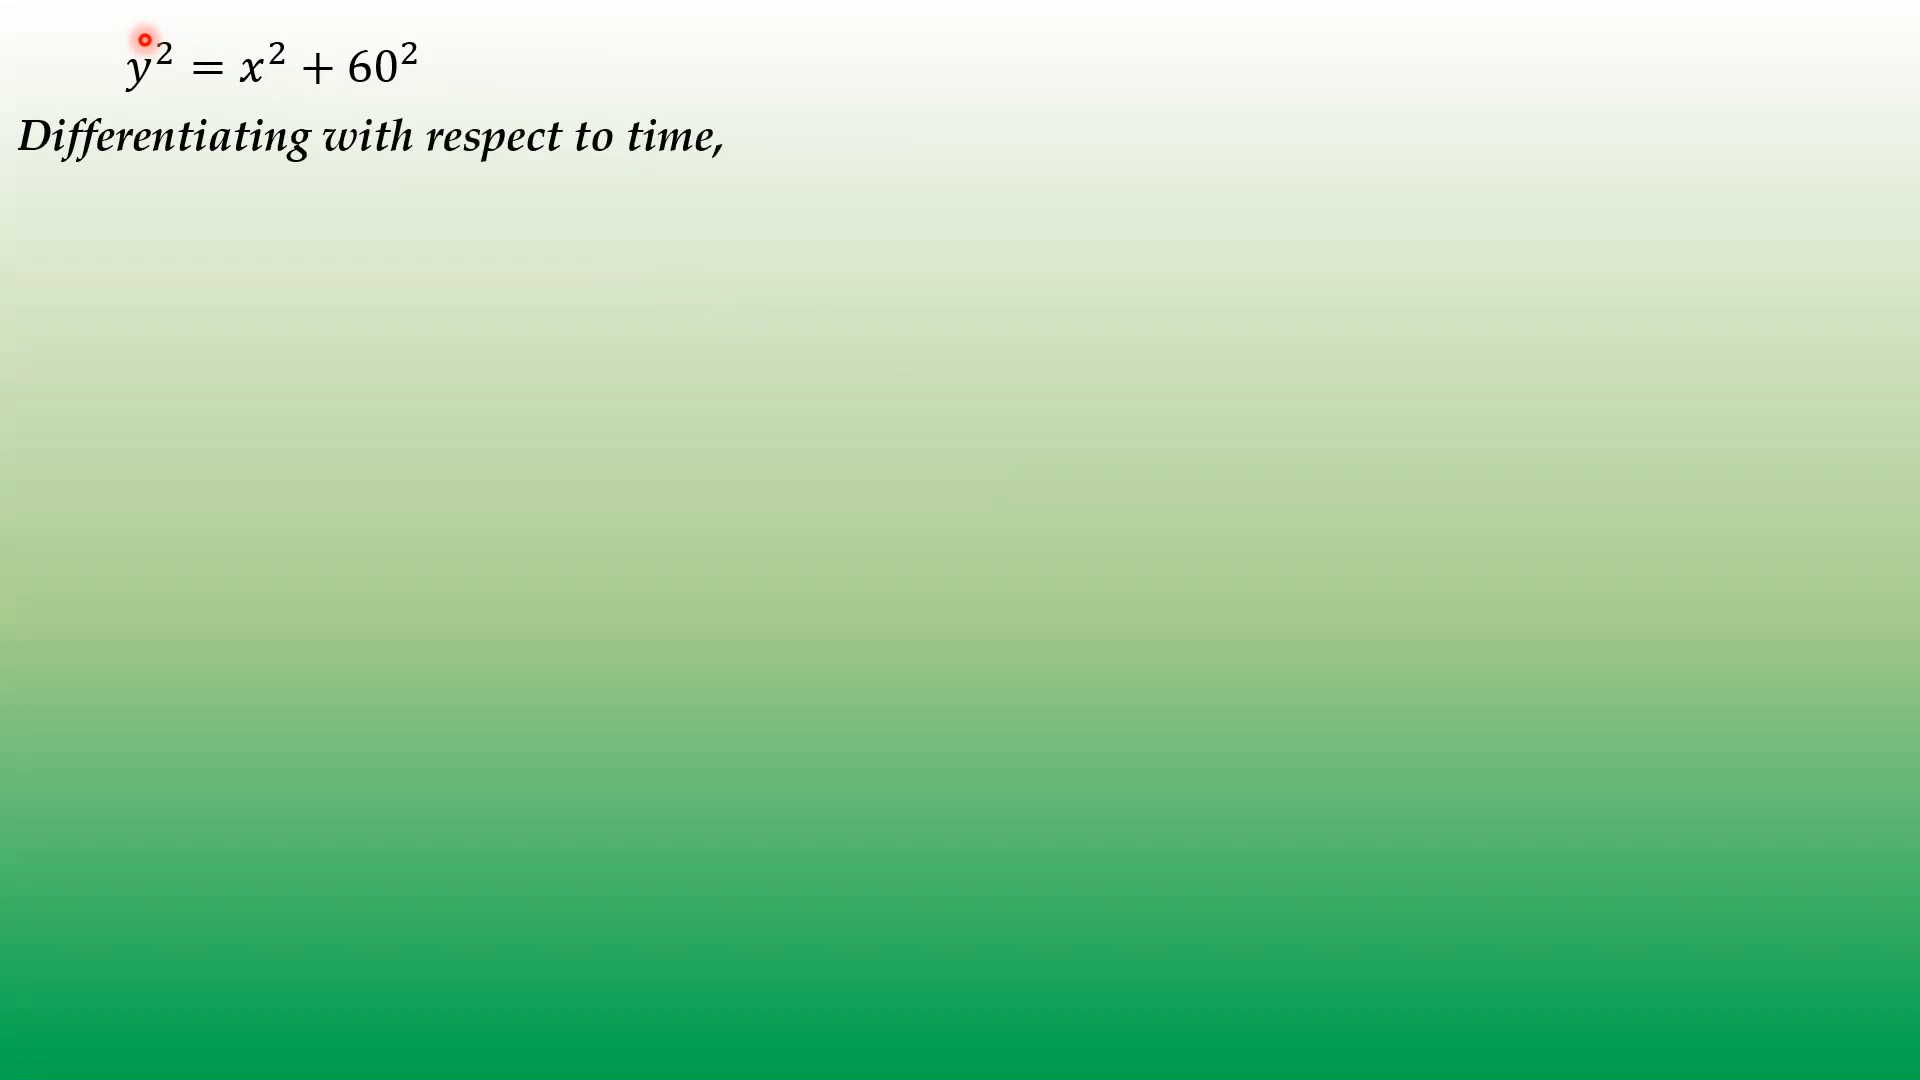 y² = x² + 60²
Differentiating with respect to time,